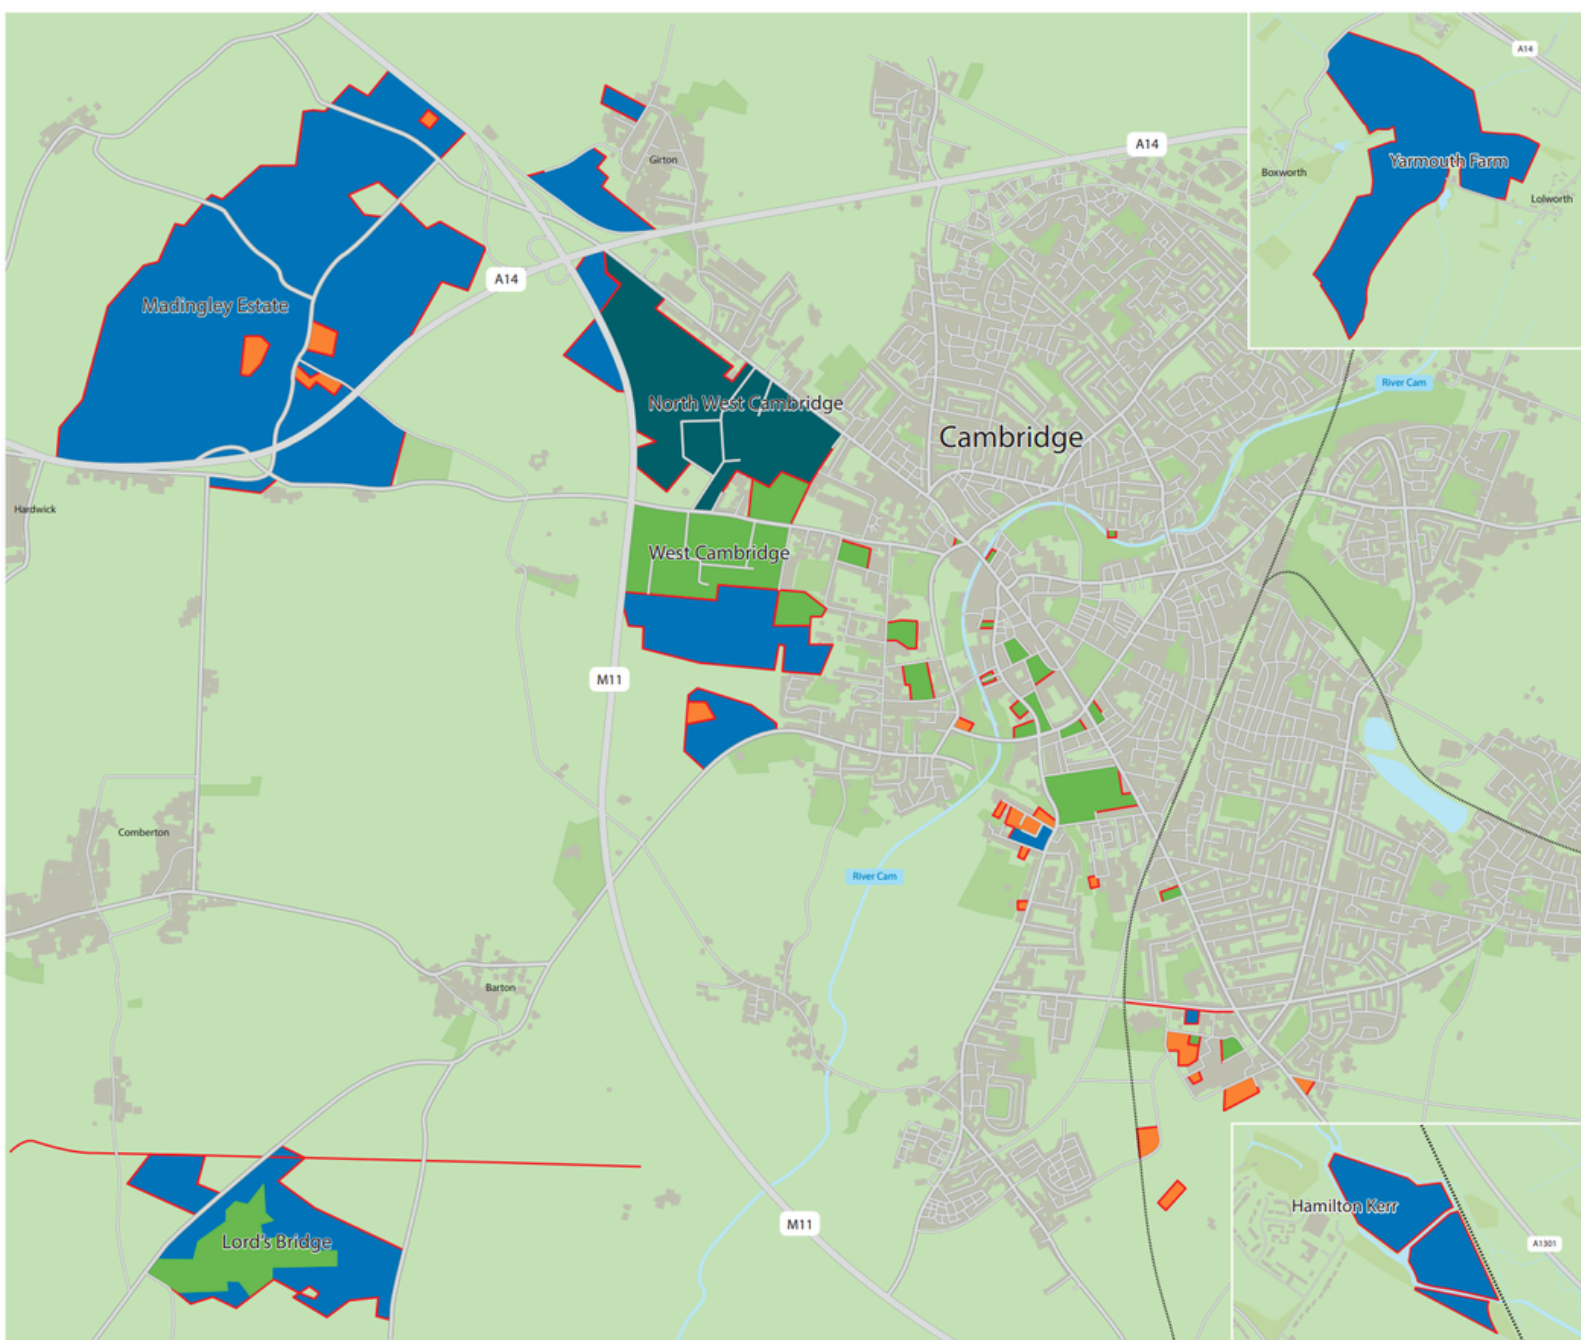 A14
Boxworth
Yarmouth Farm
Lolworth
Girton
A14
A14
Madingley Estate
River Cam
North West Cambridge
Cambridge
Hardwick
West Cambridge
M11
Comberton
River Cam
Barton
Hamilton Kerr
M11
A1301
Lord's Bridge